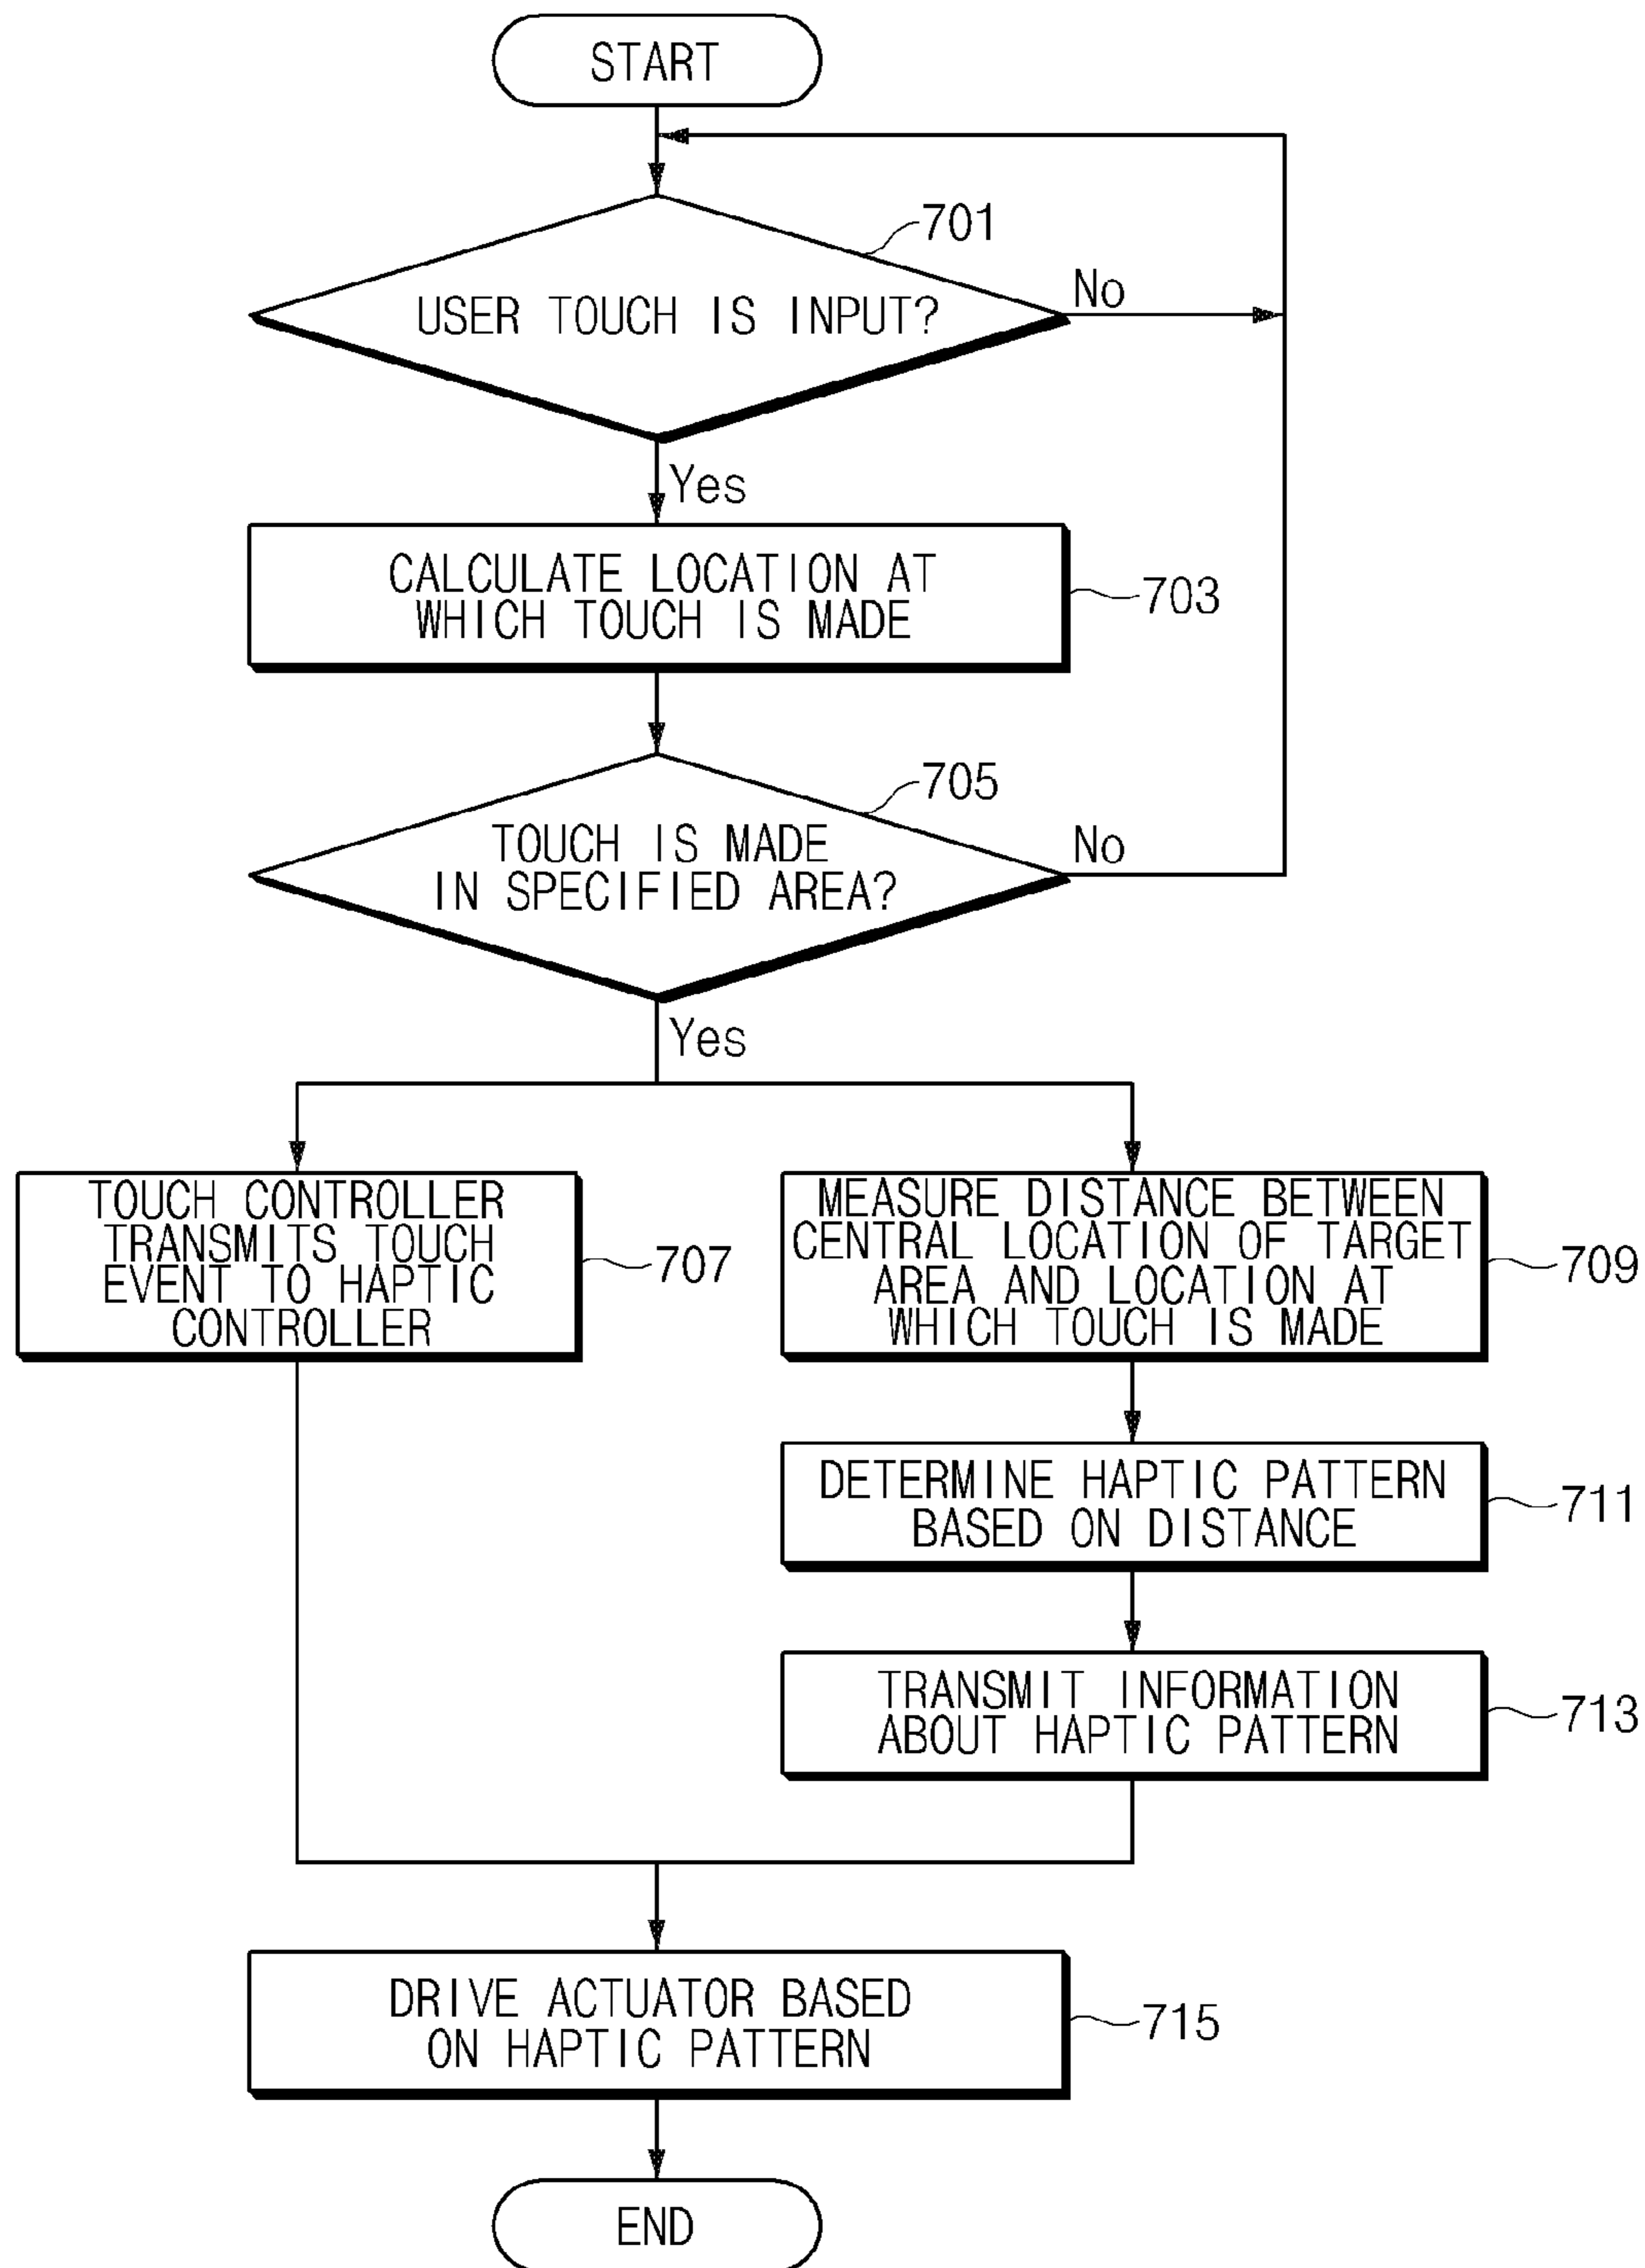 START
701
USER TOUCH IS INPUT?
No
Yes
CALCULATE LOCATION AT
WHICH TOUCH IS MADE
703
705
TOUCH IS MADE
IN SPECIFIED AREA?
No
Yes
TOUCH CONTROLLER
TRANSMITS TOUCH
EVENT TO HAPTIC
CONTROLLER
707
MEASURE DISTANCE BETWEEN
CENTRAL LOCATION OF TARGET
AREA AND LOCATION AT
WHICH TOUCH IS MADE
709
DETERMINE HAPTIC PATTERN
BASED ON DISTANCE
711
TRANSMIT INFORMATION
ABOUT HAPTIC PATTERN
713
DRIVE ACTUATOR BASED
ON HAPTIC PATTERN
715
END